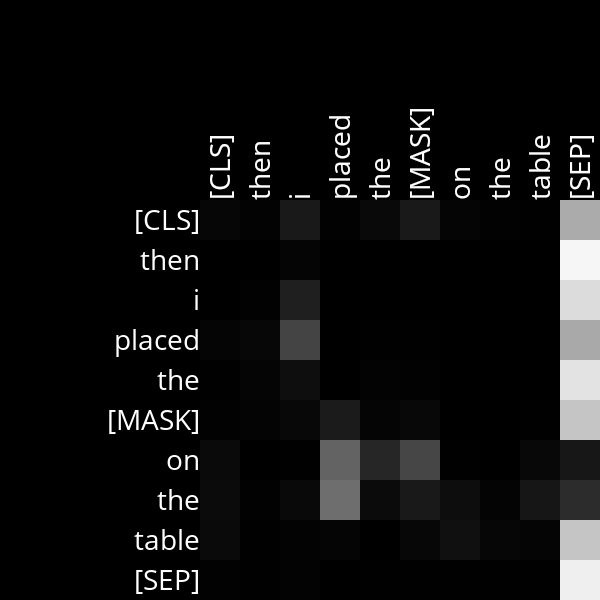 [CLS] then i placed the [MASK] on the table [SEP]
[CLS]
then
i
placed
the
[MASK]
on
the
table
[SEP]